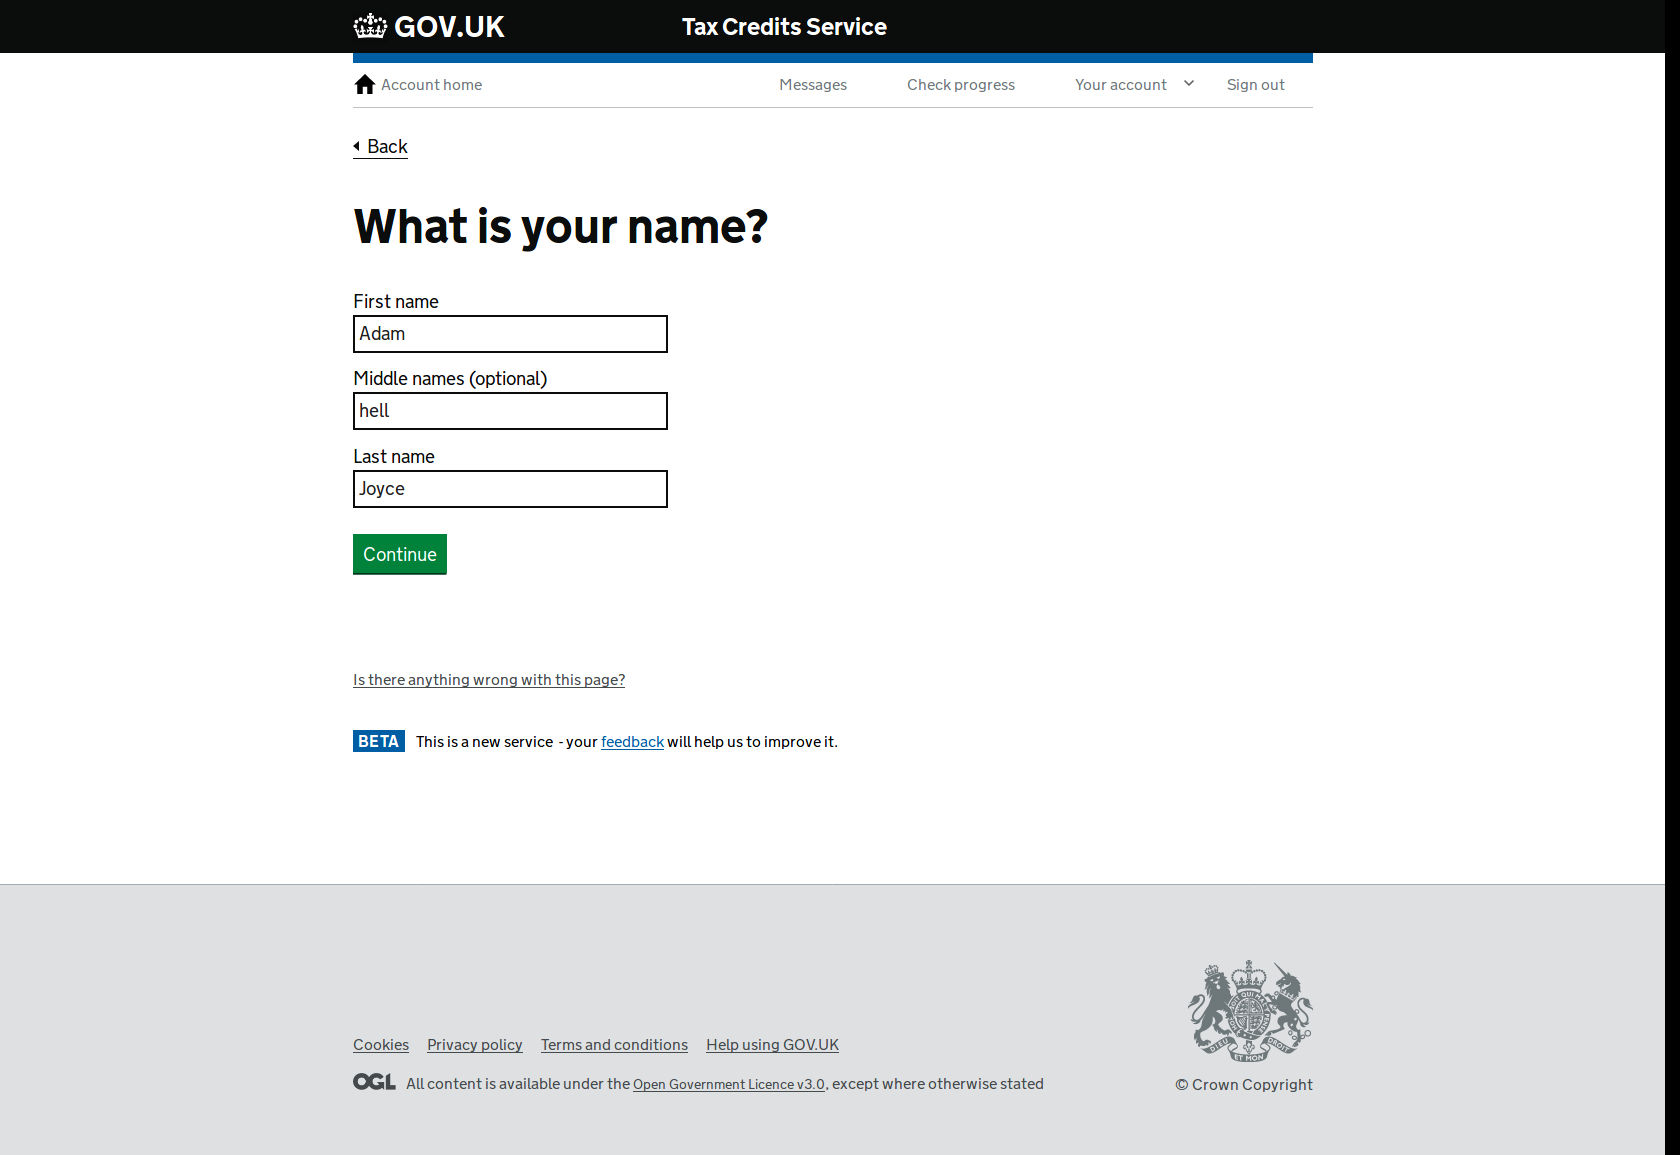 GOV.UK Tax Credits Service
Account home Messages Check progress Your account Sign out
Back
What is your name?
First name
Adam
Middle names (optional)
hell
Last name
Joyce
Continue
Is there anything wrong with this page?
BETA This is a new service - your feedback will help us to improve it.
Cookies Privacy policy Terms and conditions Help using GOV.UK
OGL All content is available under the Open Government Licence v3.0, except where otherwise stated
DIEU ET MON DROIT
© Crown Copyright